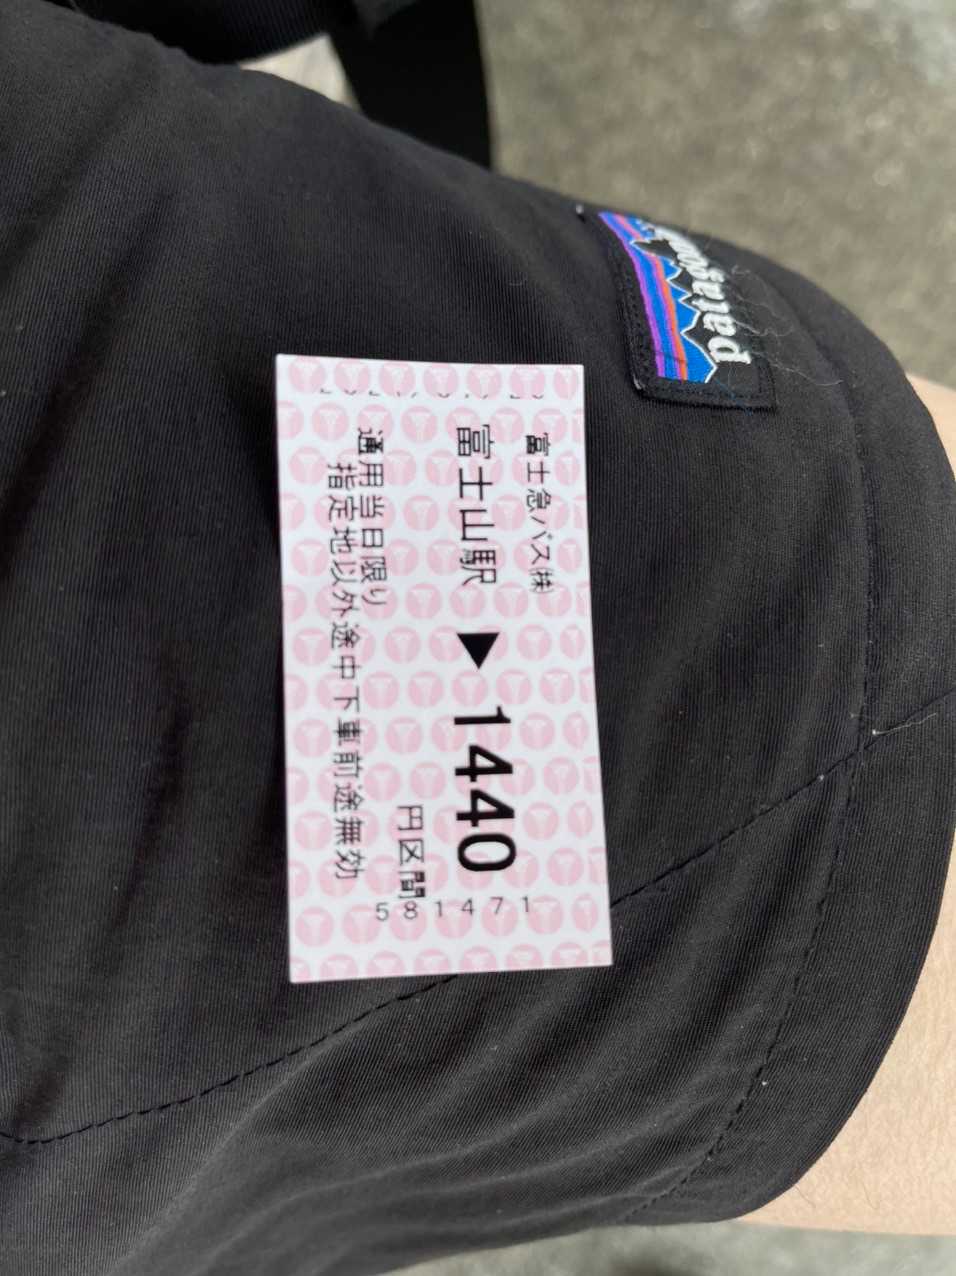 富士急バス㈱
富士山駅 ▶ 1440
円区間
通用当日限り
指定地以外途中下車前途無効
581471
patagonia